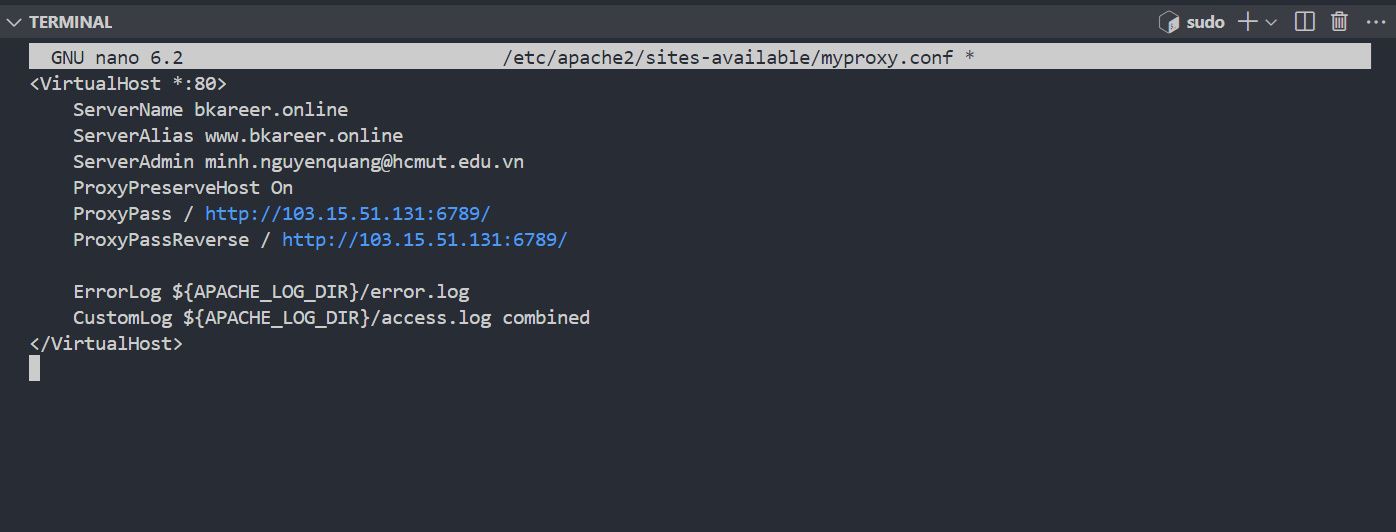 TERMINAL
sudo
GNU nano 6.2 /etc/apache2/sites-available/myproxy.conf *
<VirtualHost *:80>
    ServerName bkareer.online
    ServerAlias www.bkareer.online
    ServerAdmin minh.nguyenquang@hcmut.edu.vn
    ProxyPreserveHost On
    ProxyPass / http://103.15.51.131:6789/
    ProxyPassReverse / http://103.15.51.131:6789/

    ErrorLog ${APACHE_LOG_DIR}/error.log
    CustomLog ${APACHE_LOG_DIR}/access.log combined
</VirtualHost>